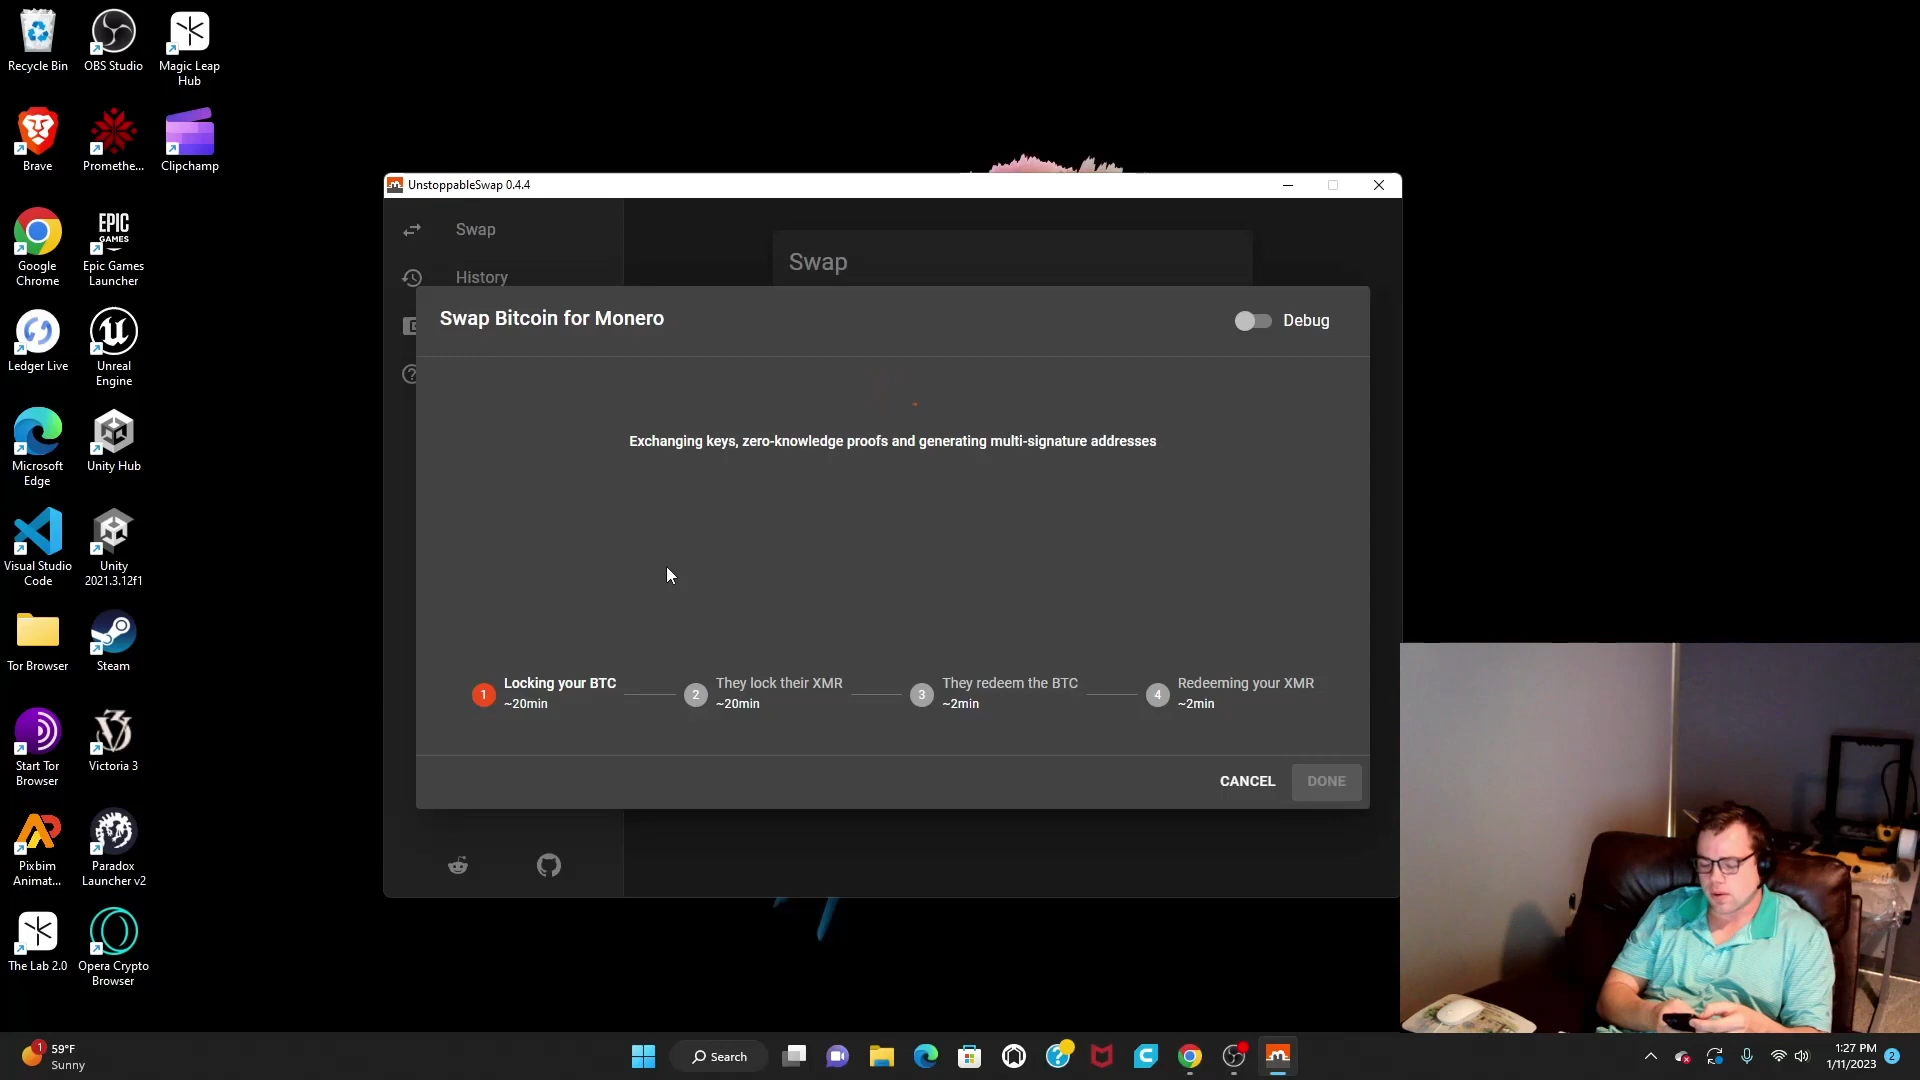 Recycle Bin
OBS Studio
Magic Leap
Hub
Brave
Promethe...
Clipchamp
Google
Chrome
EPIC
GAMES
Epic Games
Launcher
Ledger Live
Unreal
Engine
Microsoft
Edge
Unity Hub
Visual Studio
Code
Unity
2021.3.12f1
Tor Browser
Steam
Start Tor
Browser
Victoria 3
Pixbim
Animat...
Paradox
Launcher v2
The Lab 2.0
Opera Crypto
Browser
UnstoppableSwap 0.4.4
Swap
History
Swap
Swap Bitcoin for Monero
Debug
Exchanging keys, zero-knowledge proofs and generating multi-signature addresses
1 Locking your BTC
~20min
2 They lock their XMR
~20min
3 They redeem the BTC
~2min
4 Redeeming your XMR
~2min
CANCEL
DONE
1
59°F
Sunny
Search
1:27 PM
1/11/2023
2